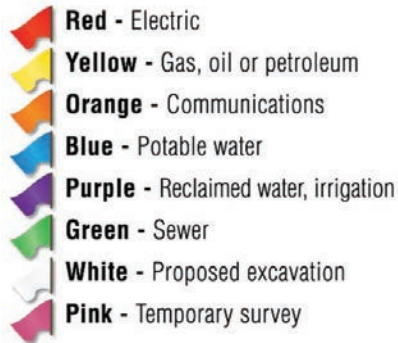 Red - Electric
Yellow - Gas, oil or petroleum
Orange - Communications
Blue - Potable water
Purple - Reclaimed water, irrigation
Green - Sewer
White - Proposed excavation
Pink - Temporary survey